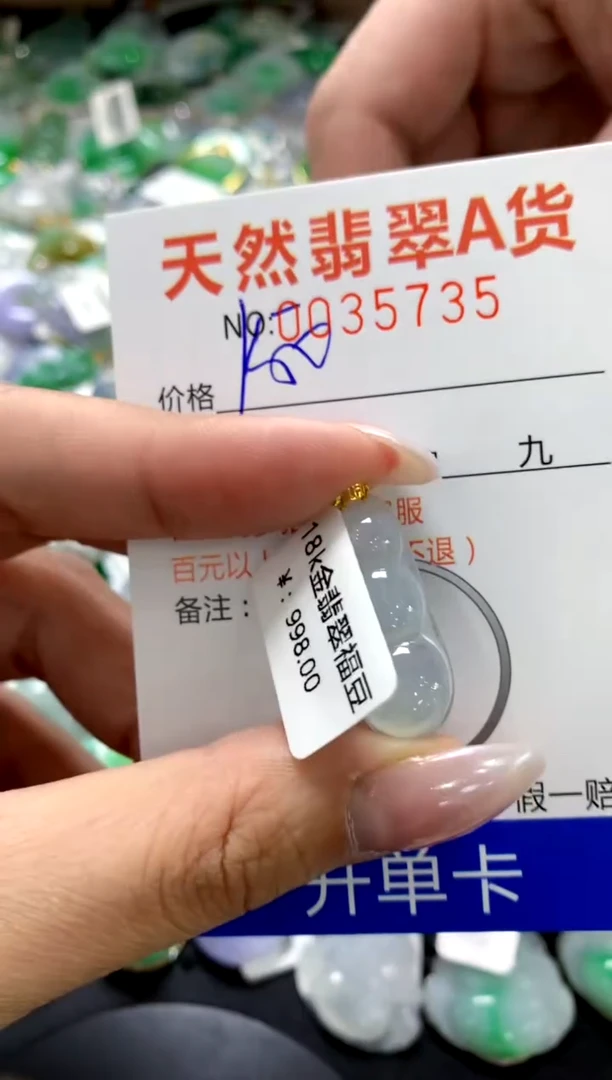 天然翡翠A货
NO:0035735
价格
九
服
百元以 不退）
备注：
18k金翡翠福豆
998.00
假一赔
开单卡